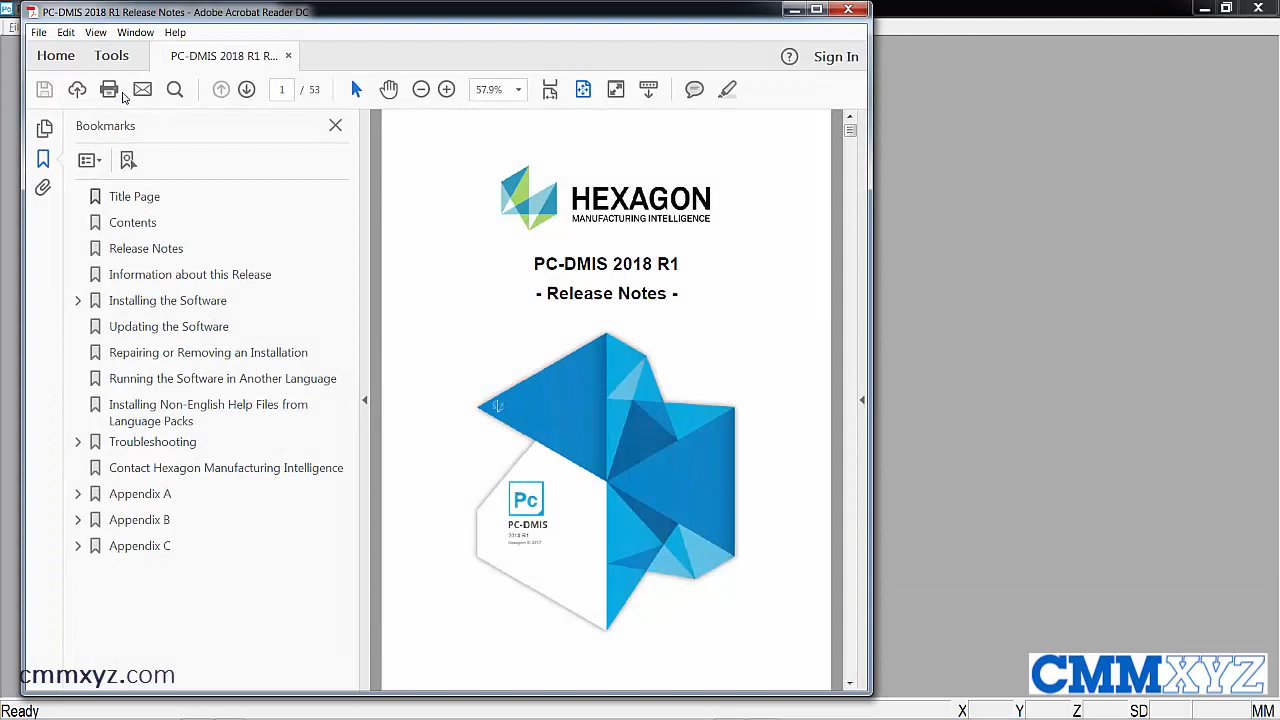 PC-DMIS 2018 R1 Release Notes - Adobe Acrobat Reader DC
File Edit View Window Help
Home Tools PC-DMIS 2018 R1 R... × Sign In
1 / 53 57.9%
Bookmarks
Title Page
Contents
Release Notes
Information about this Release
Installing the Software
Updating the Software
Repairing or Removing an Installation
Running the Software in Another Language
Installing Non-English Help Files from
Language Packs
Troubleshooting
Contact Hexagon Manufacturing Intelligence
Appendix A
Appendix B
Appendix C
HEXAGON
MANUFACTURING INTELLIGENCE
PC-DMIS 2018 R1
- Release Notes -
Pc
PC-DMIS
2018 R1
cmmxyz.com
CMMXYZ
Ready X Y Z SD MM